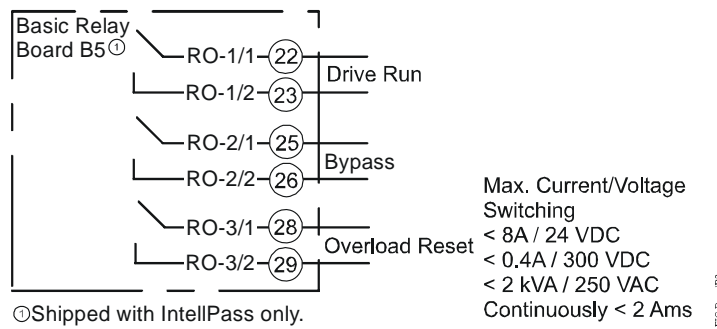 Basic Relay
Board B5①
RO-1/1 22
Drive Run
RO-1/2 23
RO-2/1 25
Bypass
RO-2/2 26
RO-3/1 28
Overload Reset
RO-3/2 29
Max. Current/Voltage
Switching
< 8A / 24 VDC
< 0.4A / 300 VDC
< 2 kVA / 250 VAC
Continuously < 2 Ams
①Shipped with IntellPass only.